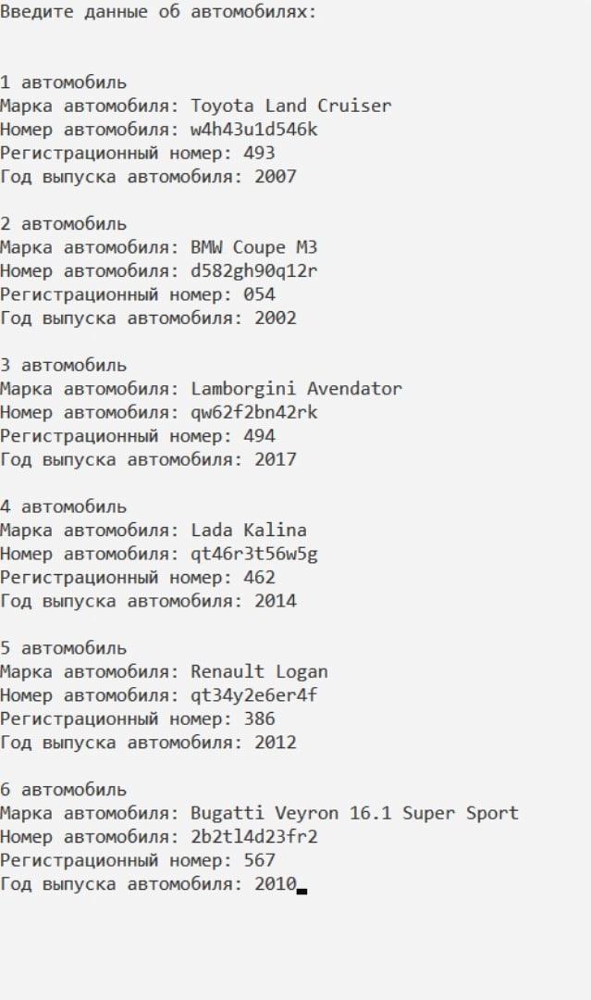 Введите данные об автомобилях:
1 автомобиль
Марка автомобиля: Toyota Land Cruiser
Номер автомобиля: w4h43u1d546k
Регистрационный номер: 493
Год выпуска автомобиля: 2007
2 автомобиль
Марка автомобиля: BMW Coupe M3
Номер автомобиля: d582gh90q12r
Регистрационный номер: 054
Год выпуска автомобиля: 2002
3 автомобиль
Марка автомобиля: Lamborgini Avendator
Номер автомобиля: qw62f2bn42rk
Регистрационный номер: 494
Год выпуска автомобиля: 2017
4 автомобиль
Марка автомобиля: Lada Kalina
Номер автомобиля: qt46r3t56w5g
Регистрационный номер: 462
Год выпуска автомобиля: 2014
5 автомобиль
Марка автомобиля: Renault Logan
Номер автомобиля: qt34y2e6er4f
Регистрационный номер: 386
Год выпуска автомобиля: 2012
6 автомобиль
Марка автомобиля: Bugatti Veyron 16.1 Super Sport
Номер автомобиля: 2b2tl4d23fr2
Регистрационный номер: 567
Год выпуска автомобиля: 2010